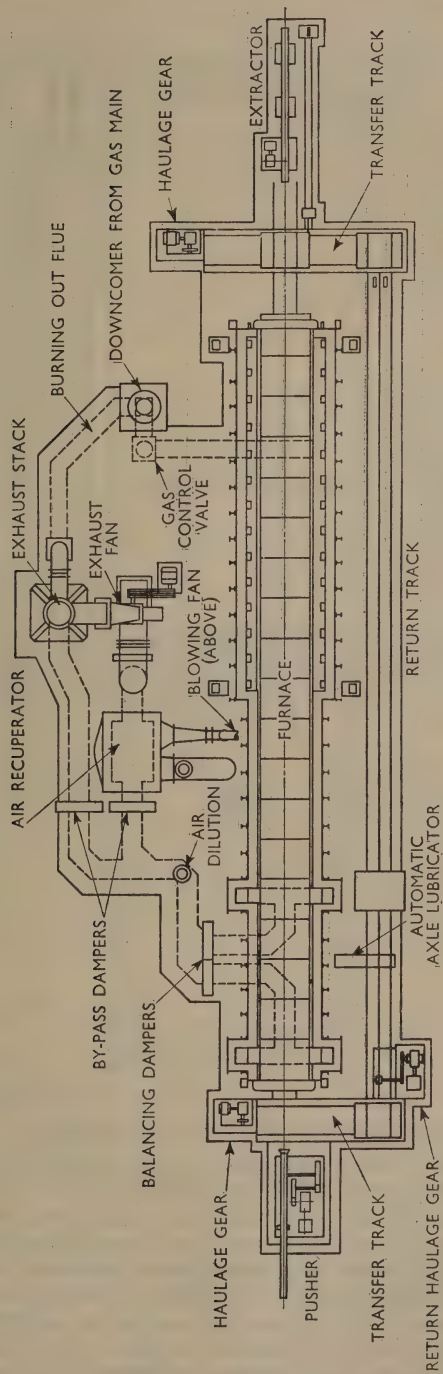 EXHAUST STACK
BURNING OUT FLUE
DOWNCOMER FROM GAS MAIN
HAULAGE GEAR
EXTRACTOR
AIR RECUPERATOR
EXHAUST
FAN
BLOWING FAN
(ABOVE)
GAS
CONTROL
VALVE
TRANSFER TRACK
BY-PASS DAMPERS
AIR
DILUTION
FURNACE
RETURN TRACK
BALANCING DAMPERS
AUTOMATIC
AXLE LUBRICATOR
HAULAGE GEAR
PUSHER
TRANSFER TRACK
RETURN HAULAGE GEAR